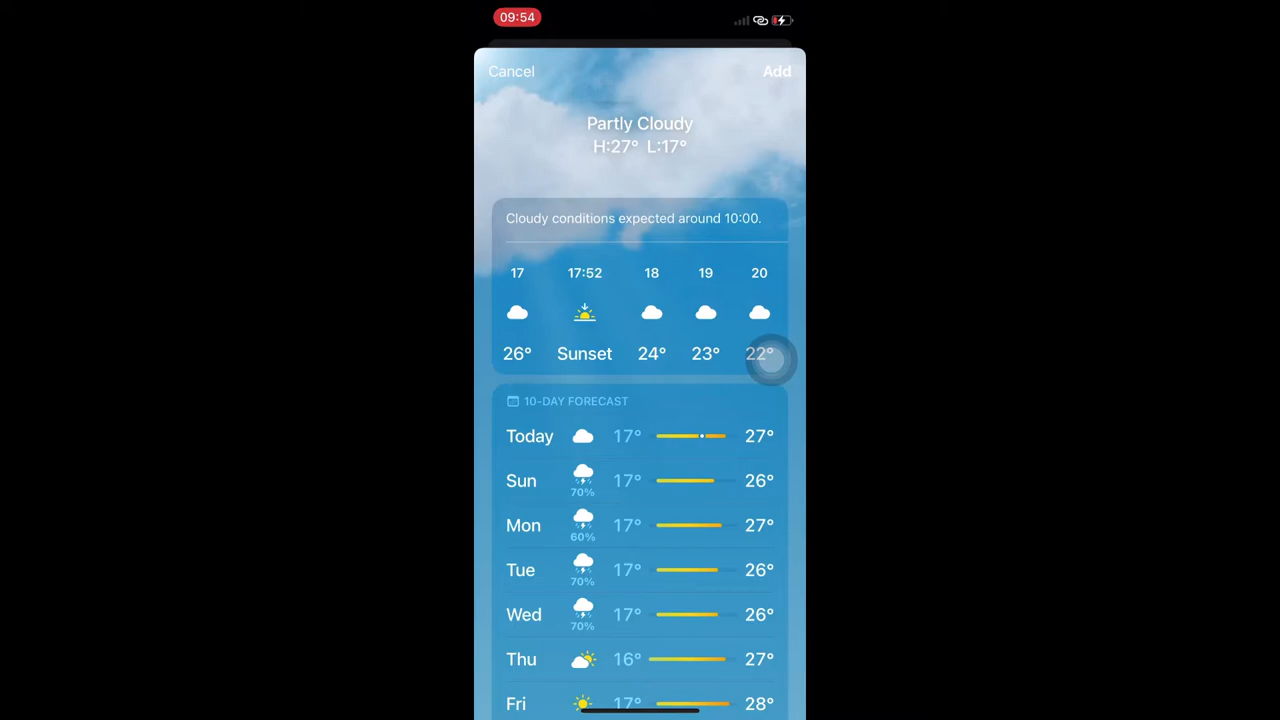 09:54
Cancel Add
Partly Cloudy
H:27° L:17°
Cloudy conditions expected around 10:00.
17 17:52 18 19 20
26° Sunset 24° 23° 22°
10-DAY FORECAST
Today 17° 27°
Sun 70% 17° 26°
Mon 60% 17° 27°
Tue 70% 17° 26°
Wed 70% 17° 26°
Thu 16° 27°
Fri 17° 28°